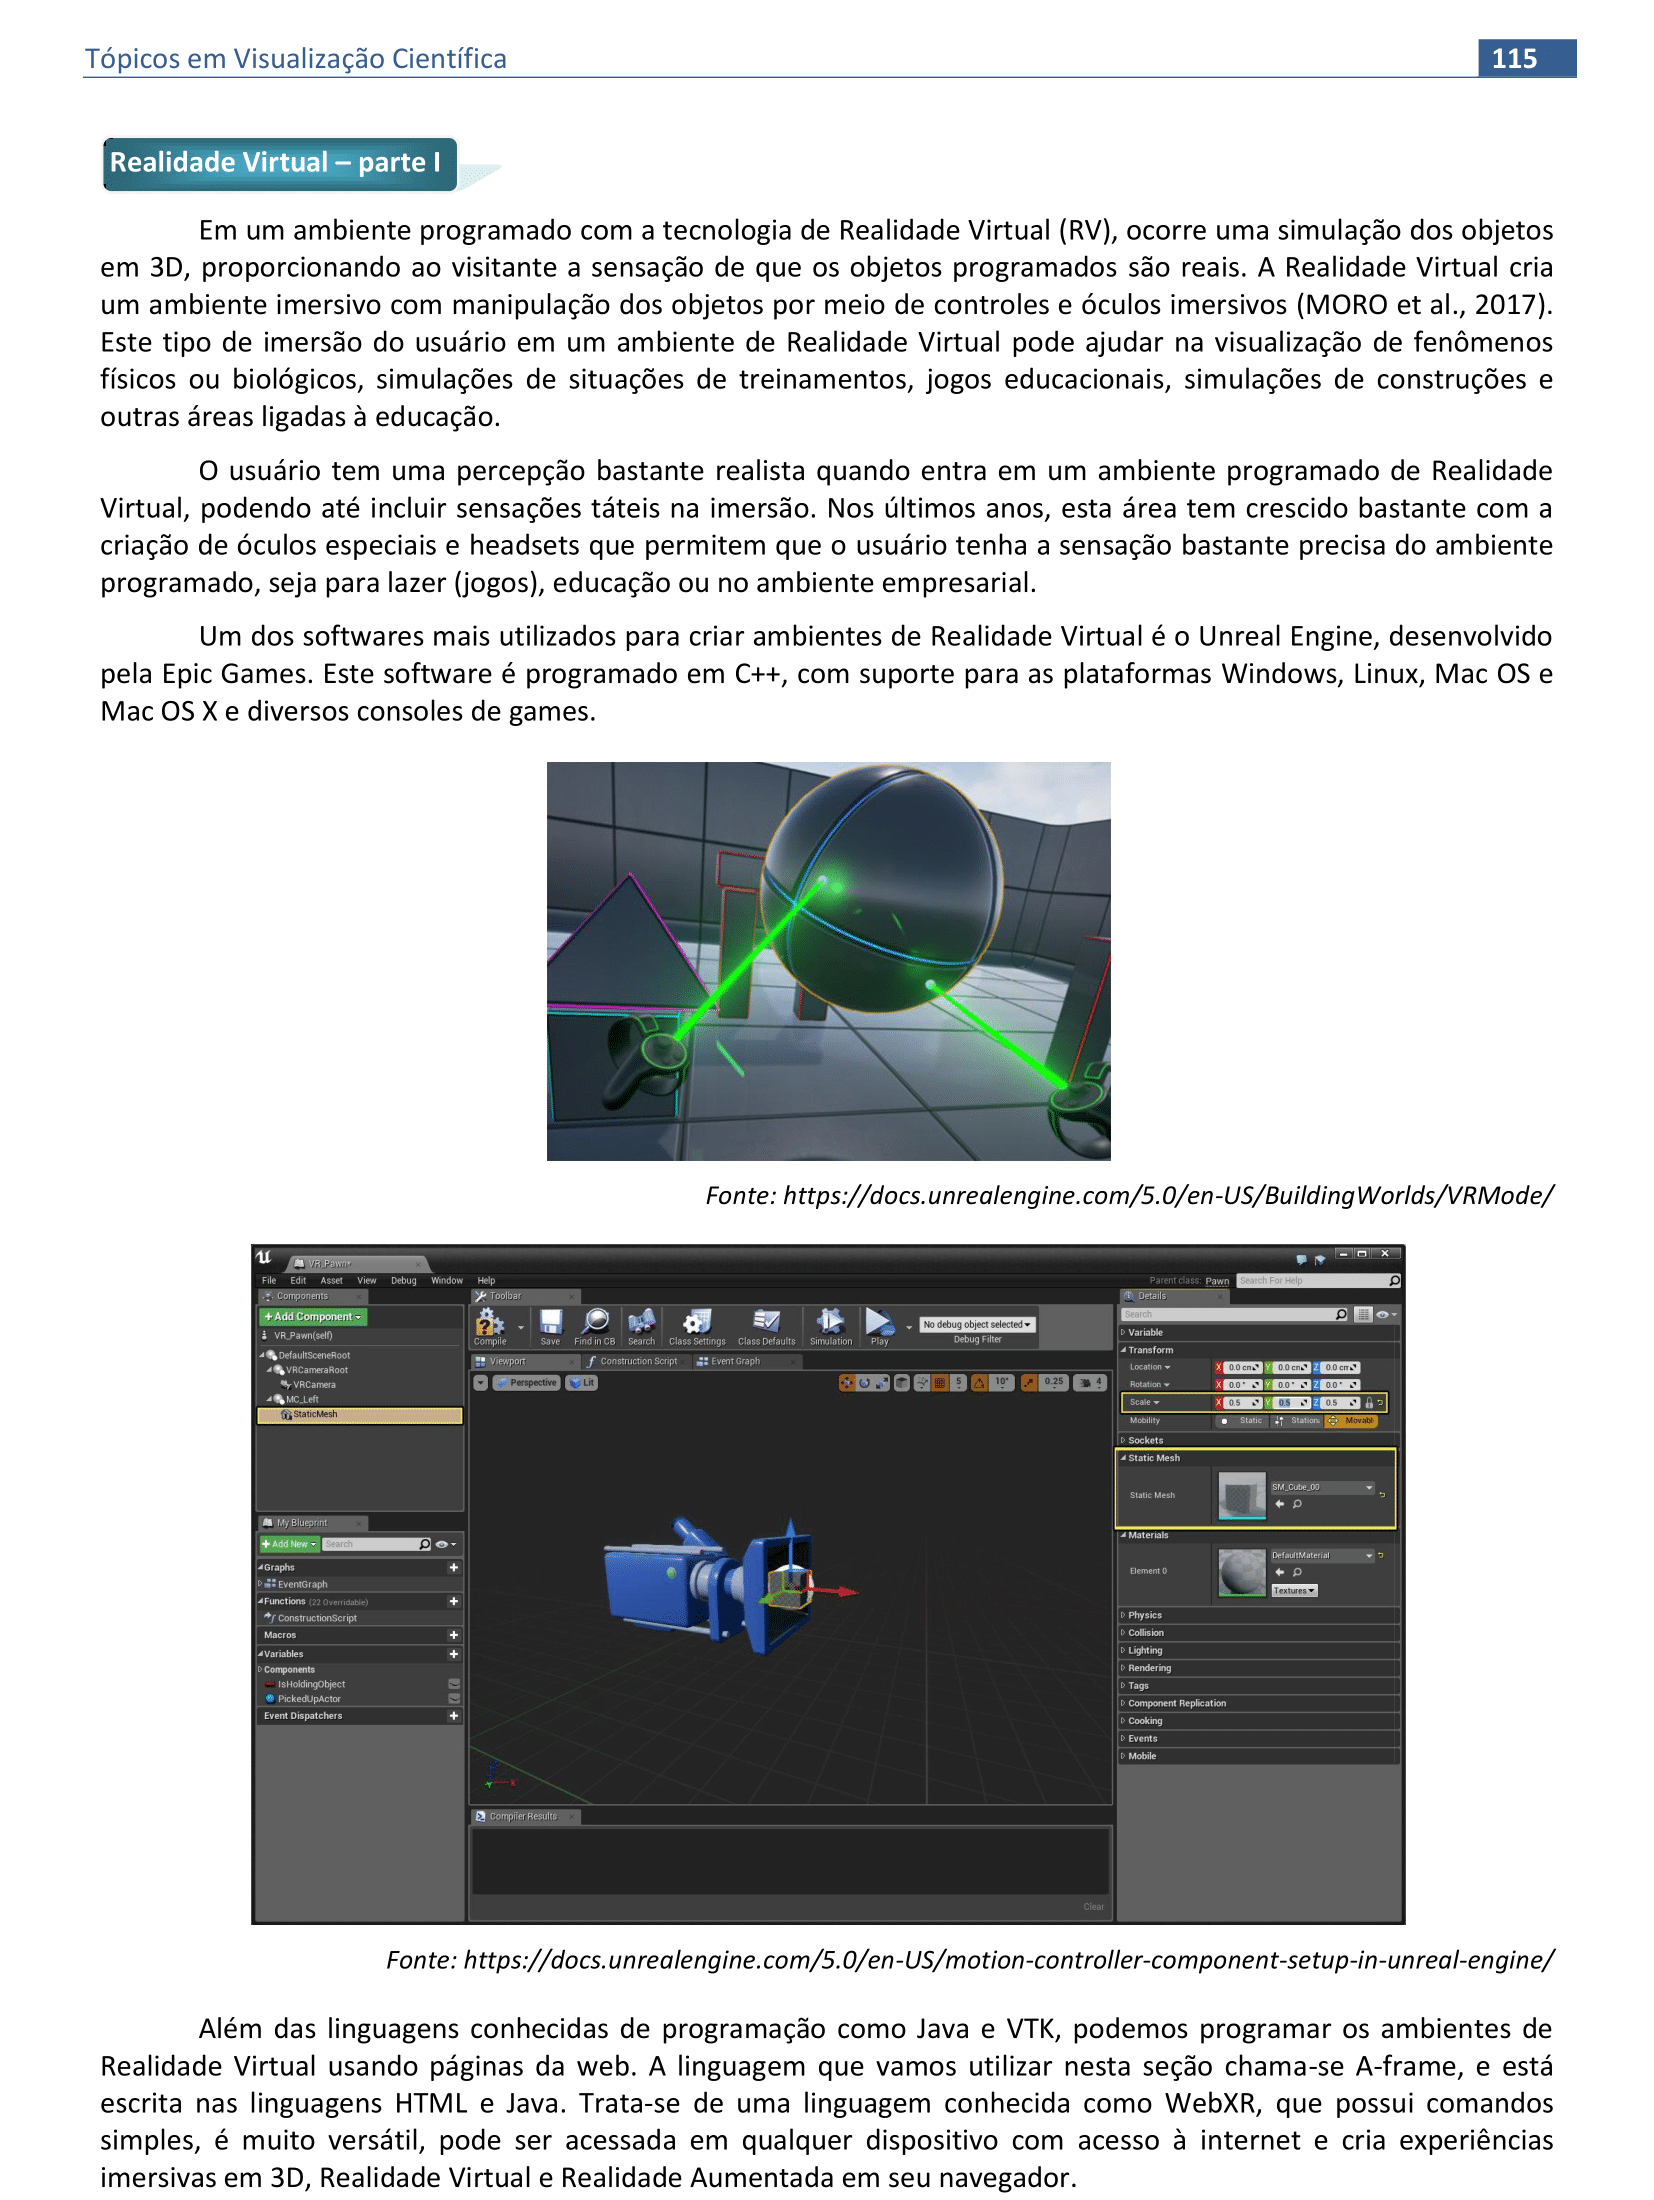 Tópicos em Visualização Científica
115
Realidade Virtual – parte I
Em um ambiente programado com a tecnologia de Realidade Virtual (RV), ocorre uma simulação dos objetos
em 3D, proporcionando ao visitante a sensação de que os objetos programados são reais. A Realidade Virtual cria
um ambiente imersivo com manipulação dos objetos por meio de controles e óculos imersivos (MORO et al., 2017).
Este tipo de imersão do usuário em um ambiente de Realidade Virtual pode ajudar na visualização de fenômenos
físicos ou biológicos, simulações de situações de treinamentos, jogos educacionais, simulações de construções e
outras áreas ligadas à educação.
O usuário tem uma percepção bastante realista quando entra em um ambiente programado de Realidade
Virtual, podendo até incluir sensações táteis na imersão. Nos últimos anos, esta área tem crescido bastante com a
criação de óculos especiais e headsets que permitem que o usuário tenha a sensação bastante precisa do ambiente
programado, seja para lazer (jogos), educação ou no ambiente empresarial.
Um dos softwares mais utilizados para criar ambientes de Realidade Virtual é o Unreal Engine, desenvolvido
pela Epic Games. Este software é programado em C++, com suporte para as plataformas Windows, Linux, Mac OS e
Mac OS X e diversos consoles de games.
Fonte: https://docs.unrealengine.com/5.0/en-US/BuildingWorlds/VRMode/
VR_Pawn*
File Edit Asset View Debug Window Help
Parent class: Pawn Search For Help
Components
+ Add Component
VR_Pawn(self)
DefaultSceneRoot
VRCameraRoot
VRCamera
MC_Left
StaticMesh
My Blueprint
+ Add New Search
Graphs
EventGraph
Functions (22 Overridable)
ConstructionScript
Macros
Variables
Components
IsHoldingObject
PickedUpActor
Event Dispatchers
Toolbar
Compile Save Find in CB Search Class Settings Class Defaults Simulation Play
No debug object selected
Debug Filter
Viewport Construction Script Event Graph
Perspective Lit 5 10° 0.25 4
Compiler Results
Clear
Details
Search
Variable
Transform
Location X 0.0 cm Y 0.0 cm Z 0.0 cm
Rotation X 0.0 ° Y 0.0 ° Z 0.0 °
Scale X 0.5 Y 0.5 Z 0.5
Mobility Static Station Movabl
Sockets
Static Mesh
Static Mesh SM_Cube_00
Materials
Element 0 DefaultMaterial
Textures
Physics
Collision
Lighting
Rendering
Tags
Component Replication
Cooking
Events
Mobile
Fonte: https://docs.unrealengine.com/5.0/en-US/motion-controller-component-setup-in-unreal-engine/
Além das linguagens conhecidas de programação como Java e VTK, podemos programar os ambientes de
Realidade Virtual usando páginas da web. A linguagem que vamos utilizar nesta seção chama-se A-frame, e está
escrita nas linguagens HTML e Java. Trata-se de uma linguagem conhecida como WebXR, que possui comandos
simples, é muito versátil, pode ser acessada em qualquer dispositivo com acesso à internet e cria experiências
imersivas em 3D, Realidade Virtual e Realidade Aumentada em seu navegador.